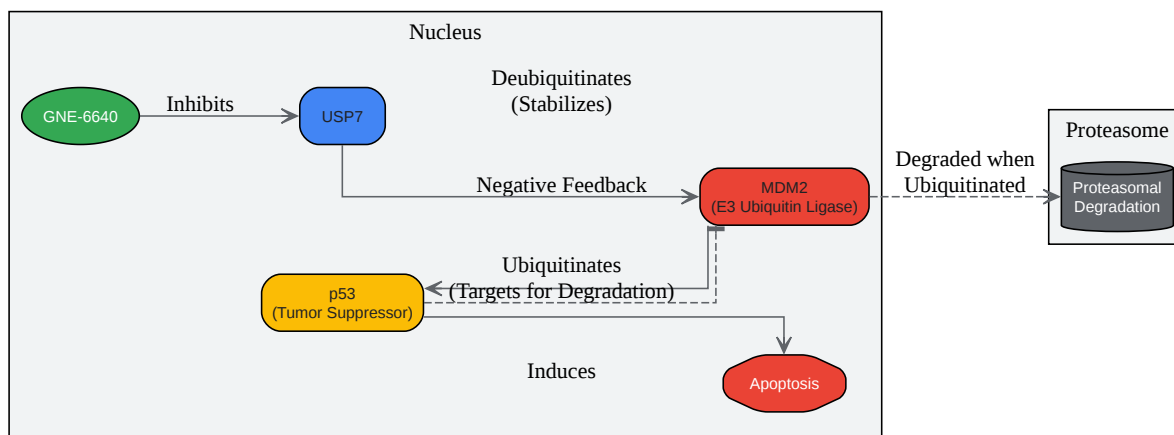 Nucleus
Deubiquitinates
(Stabilizes)
GNE-6640
Inhibits
USP7
Proteasome
Degraded when
Ubiquitinated
Proteasomal
Degradation
Negative Feedback
MDM2
(E3 Ubiquitin Ligase)
Ubiquitinates
(Targets for Degradation)
p53
(Tumor Suppressor)
Induces
Apoptosis